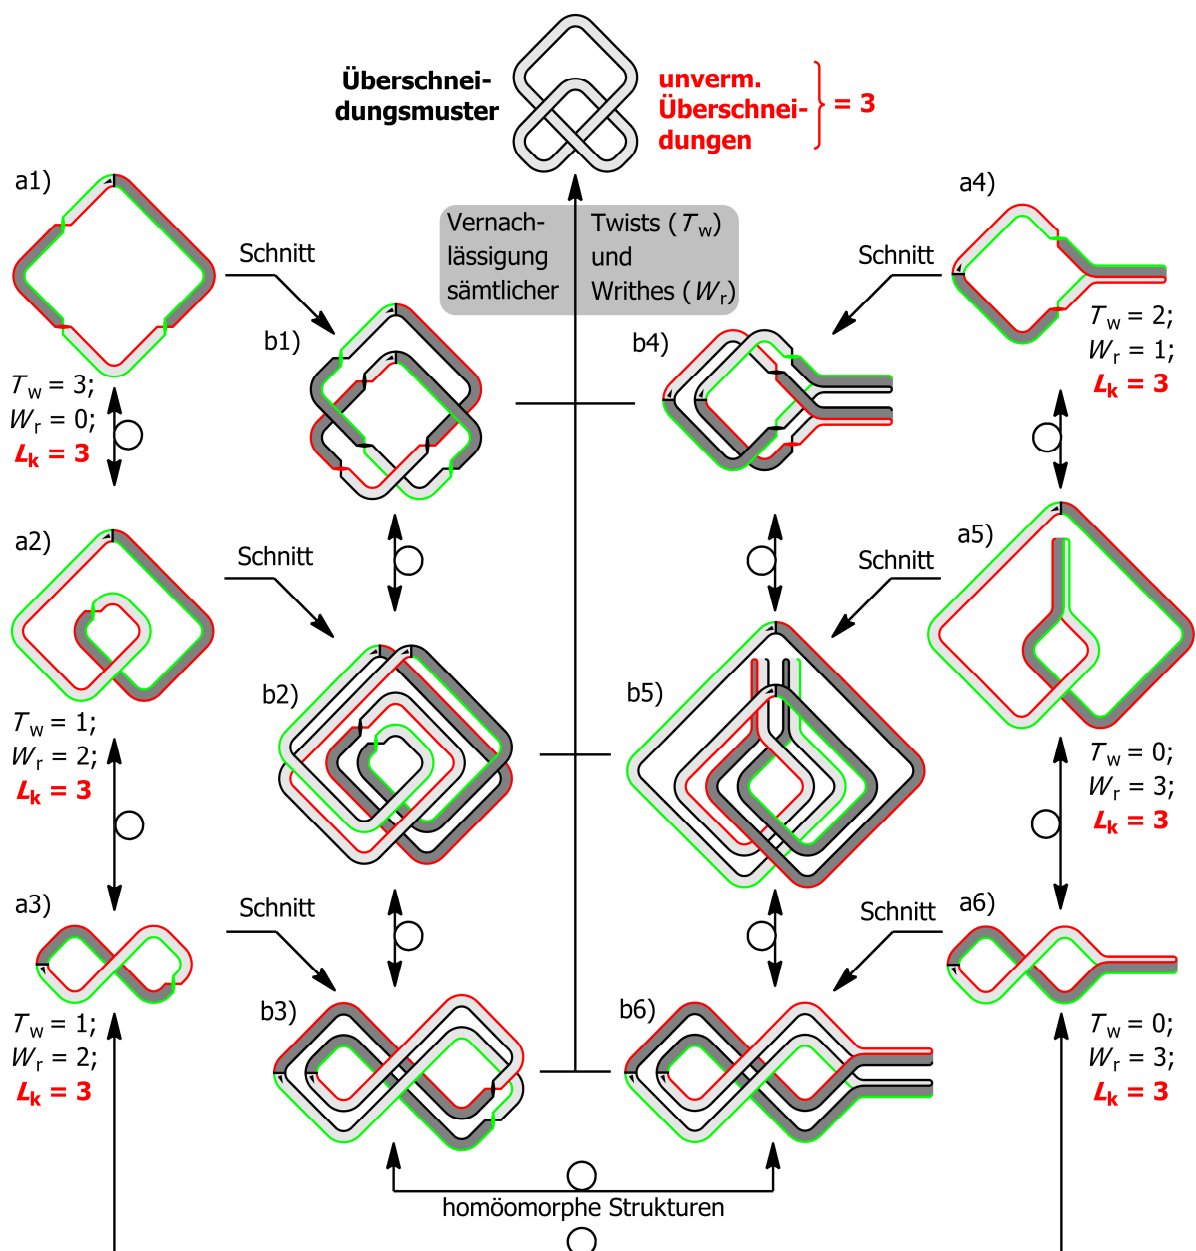 Überschnei-
dungsmuster
unverm.
Überschnei-
dungen
= 3
a1)
a4)
Vernach-
lässigung
sämtlicher
Twists (Tw)
und
Writhes (Wr)
Schnitt
Schnitt
b1)
b4)
Tw = 3;
Wr = 0;
Lk = 3
Tw = 2;
Wr = 1;
Lk = 3
a2)
Schnitt
Schnitt
a5)
b2)
b5)
Tw = 1;
Wr = 2;
Lk = 3
Tw = 0;
Wr = 3;
Lk = 3
a3)
Schnitt
Schnitt
a6)
b3)
b6)
Tw = 1;
Wr = 2;
Lk = 3
Tw = 0;
Wr = 3;
Lk = 3
homöomorphe Strukturen